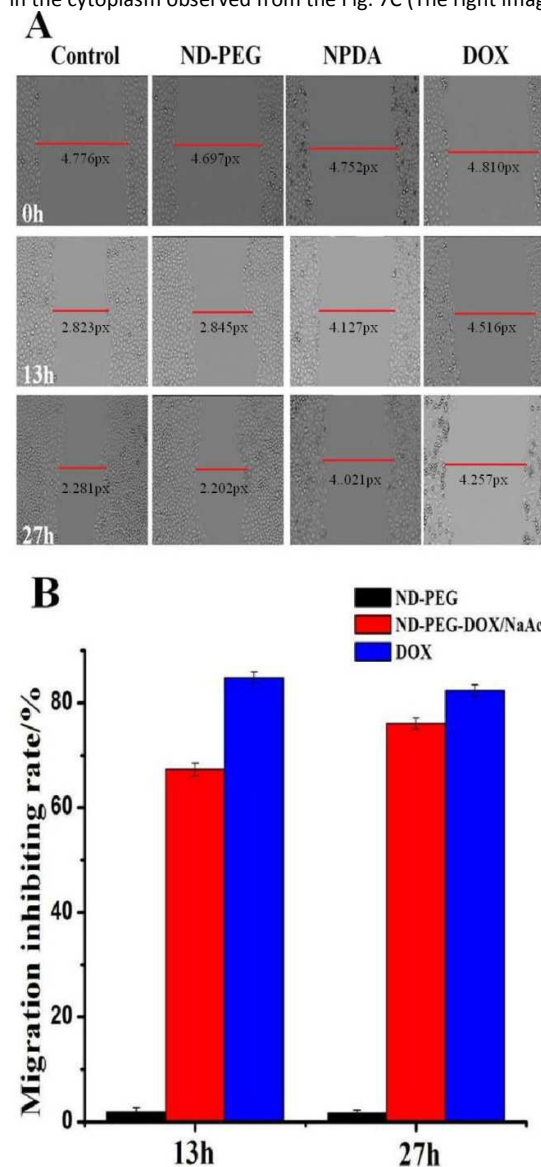 in the cytoplasm observed from the Fig. 7C (The right imag
A
Control ND-PEG NPDA DOX
4.776px 4.697px 4.752px 4..810px
0h
2.823px 2.845px 4.127px 4.516px
13h
2.281px 2.202px 4..021px 4.257px
27h
B
ND-PEG
ND-PEG-DOX/NaAc
DOX
Migration inhibiting rate/%
80
60
40
20
0
13h 27h